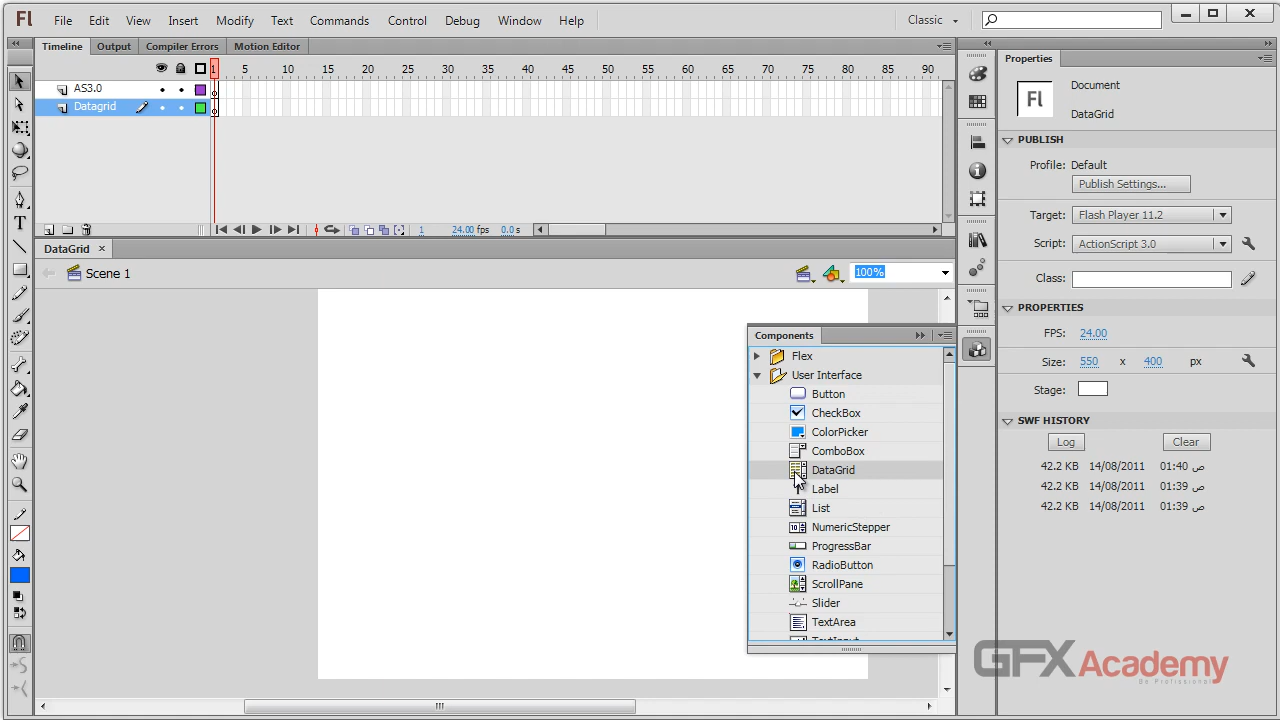 Fl File Edit View Insert Modify Text Commands Control Debug Window Help Classic
Timeline Output Compiler Errors Motion Editor
1 5 10 15 20 25 30 35 40 45 50 55 60 65 70 75 80 85 90
AS3.0
Datagrid
1 24.00 fps 0.0 s
DataGrid
Scene 1
100%
Components
Flex
User Interface
Button
CheckBox
ColorPicker
ComboBox
DataGrid
Label
List
NumericStepper
ProgressBar
RadioButton
ScrollPane
Slider
TextArea
TextInput
Properties
Fl
Document
DataGrid
PUBLISH
Profile: Default
Publish Settings...
Target: Flash Player 11.2
Script: ActionScript 3.0
Class:
PROPERTIES
FPS: 24.00
Size: 550 x 400 px
Stage:
SWF HISTORY
Log Clear
42.2 KB 14/08/2011 01:40 ص
42.2 KB 14/08/2011 01:39 ص
42.2 KB 14/08/2011 01:39 ص
GFXAcademy
Be Professional